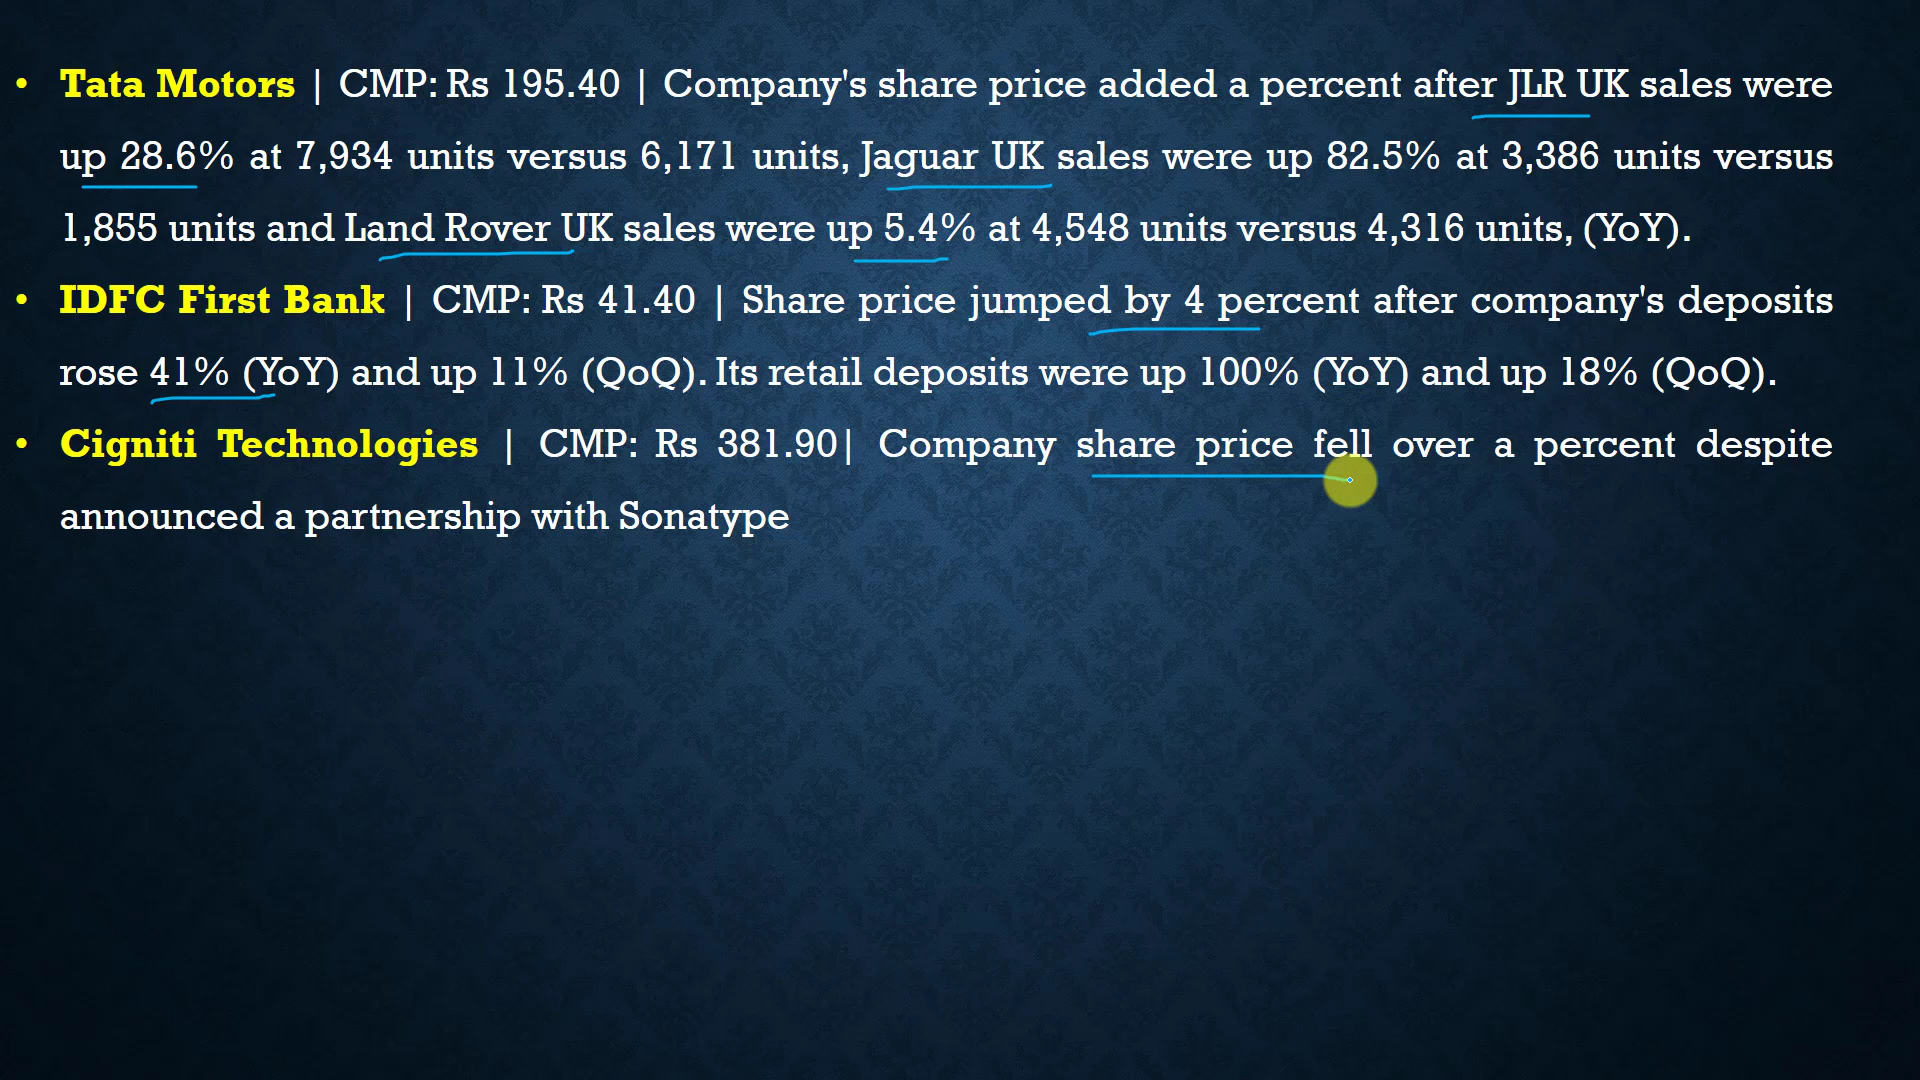 • Tata Motors | CMP: Rs 195.40 | Company's share price added a percent after JLR UK sales were
up 28.6% at 7,934 units versus 6,171 units, Jaguar UK sales were up 82.5% at 3,386 units versus
1,855 units and Land Rover UK sales were up 5.4% at 4,548 units versus 4,316 units, (YoY).
• IDFC First Bank | CMP: Rs 41.40 | Share price jumped by 4 percent after company's deposits
rose 41% (YoY) and up 11% (QoQ). Its retail deposits were up 100% (YoY) and up 18% (QoQ).
• Cigniti Technologies | CMP: Rs 381.90| Company share price fell over a percent despite
announced a partnership with Sonatype